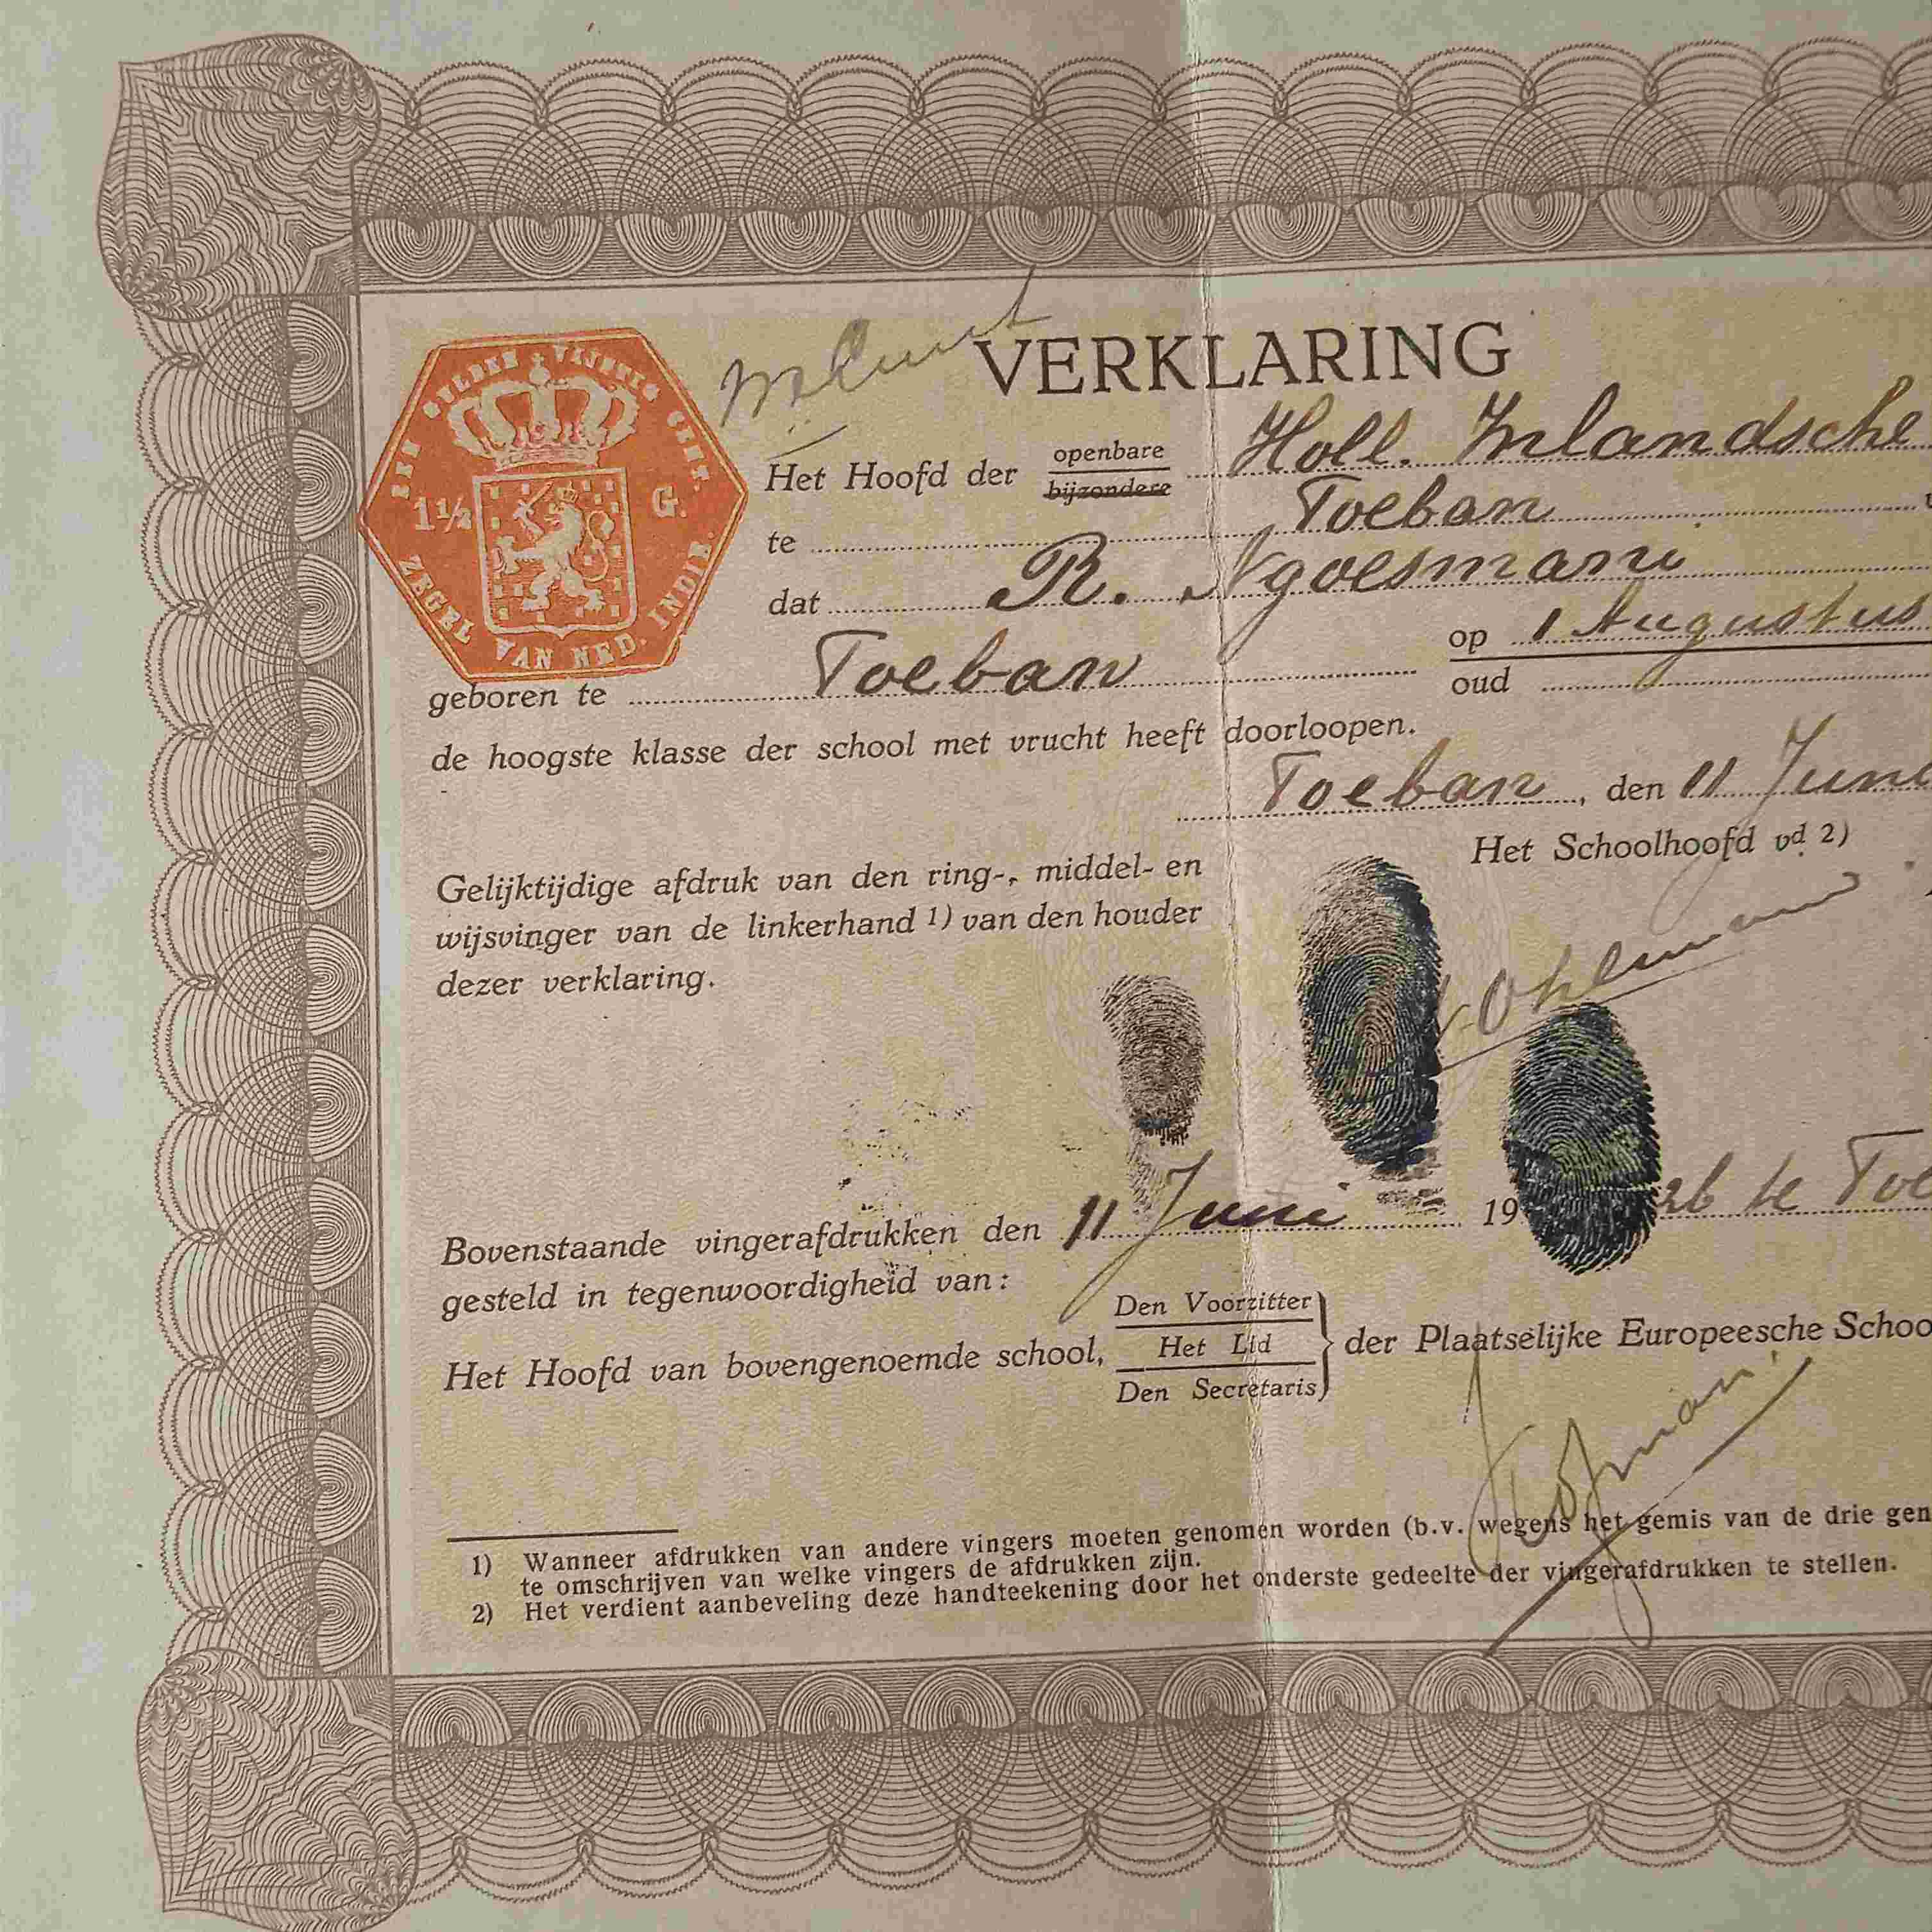 EEN GULDEN VIJFTIG CENT.
1½ G.
ZEGEL VAN NED. INDIE.
VERKLARING
Het Hoofd der openbare Holl. Inlandsche
bijzondere
te Toeban
dat R. Ngoesmani
geboren te Toeban op 1 Augustus
oud
de hoogste klasse der school met vrucht heeft doorloopen.
Toeban, den 11 Juni
Het Schoolhoofd vd. 2)
Gelijktijdige afdruk van den ring-, middel- en
wijsvinger van de linkerhand 1) van den houder
dezer verklaring.
Bovenstaande vingerafdrukken den 11 Juni 1926 te Toe
gesteld in tegenwoordigheid van:
Den Voorzitter
Het Hoofd van bovengenoemde school, Het Lid der Plaatselijke Europeesche Schoo
Den Secretaris
1) Wanneer afdrukken van andere vingers moeten genomen worden (b.v. wegens het gemis van de drie gen
te omschrijven van welke vingers de afdrukken zijn.
2) Het verdient aanbeveling deze handteekening door het onderste gedeelte der vingerafdrukken te stellen.